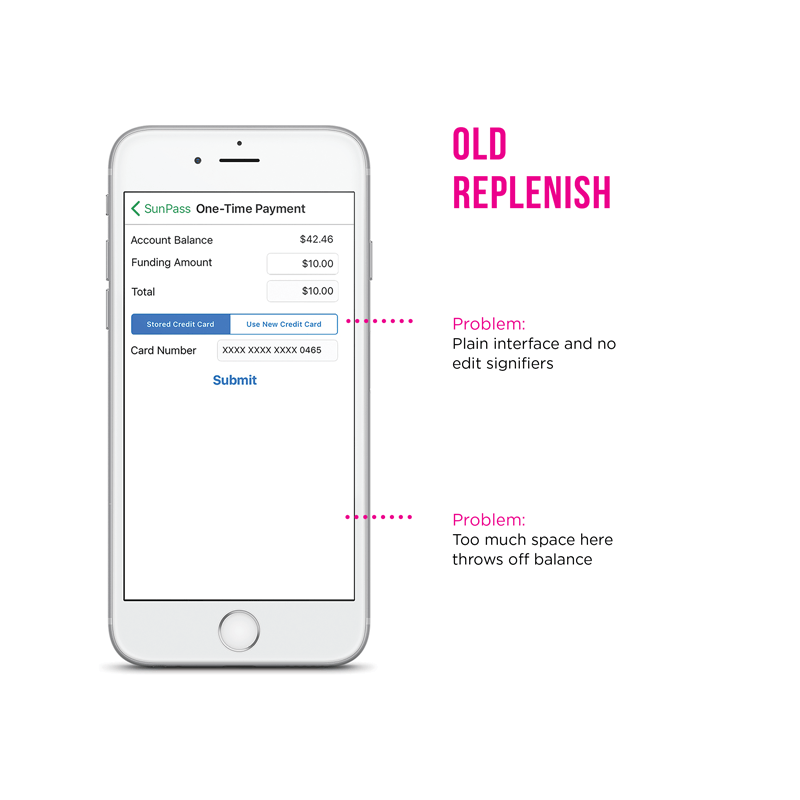 OLD
REPLENISH
SunPass One-Time Payment
Account Balance $42.46
Funding Amount $10.00
Total $10.00
Stored Credit Card Use New Credit Card
Card Number XXXX XXXX XXXX 0465
Submit
Problem:
Plain interface and no
edit signifiers
Problem:
Too much space here
throws off balance